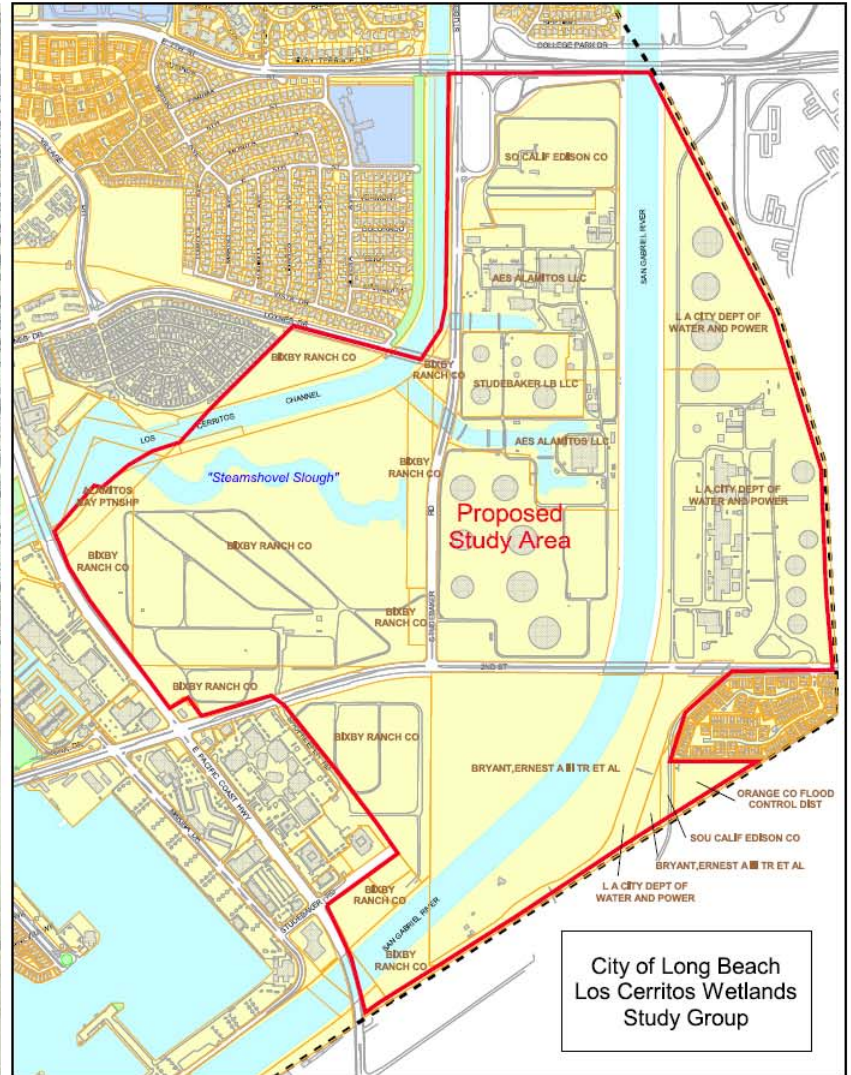 COLLEGE PARK DR
SO CALIF EDISON CO
SAN GABRIEL RIVER
AES ALAMITOS LLC
L A CITY DEPT OF
WATER AND POWER
BIXBY RANCH CO
BIXBY
RANCH CO
STUDEBAKER LB LLC
LOS CERRITOS CHANNEL
AES ALAMITOS LLC
"Steamshovel Slough"
BIXBY
RANCH CO
ALAMITOS
BAY PTNSHP
L A CITY DEPT OF
WATER AND POWER
Proposed
Study Area
BIXBY
RANCH CO
BIXBY RANCH CO
STUDEBAKER RD
BIXBY
RANCH CO
2ND ST
BIXBY RANCH CO
BIXBY RANCH CO
E PACIFIC COAST HWY
BRYANT,ERNEST A III TR ET AL
ORANGE CO FLOOD
CONTROL DIST
SOU CALIF EDISON CO
BRYANT,ERNEST A III TR ET AL
L A CITY DEPT OF
WATER AND POWER
BIXBY
RANCH CO
SAN GABRIEL RIVER
BIXBY
RANCH CO
City of Long Beach
Los Cerritos Wetlands
Study Group